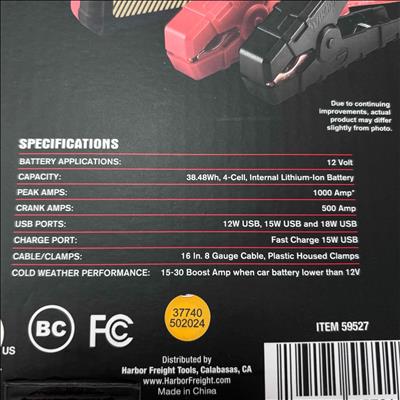 Due to continuing
improvements, actual
product may differ
slightly from photo.
SPECIFICATIONS
BATTERY APPLICATIONS: 12 Volt
CAPACITY: 38.48Wh, 4-Cell, Internal Lithium-Ion Battery
PEAK AMPS: 1000 Amp*
CRANK AMPS: 500 Amp
USB PORTS: 12W USB, 15W USB and 18W USB
CHARGE PORT: Fast Charge 15W USB
CABLE/CLAMPS: 16 In. 8 Gauge Cable, Plastic Housed Clamps
COLD WEATHER PERFORMANCE: 15-30 Boost Amp when car battery lower than 12V
37740
502024
US
BC
FC
ITEM 59527
Distributed by
Harbor Freight Tools, Calabasas, CA
www.HarborFreight.com
Made in China